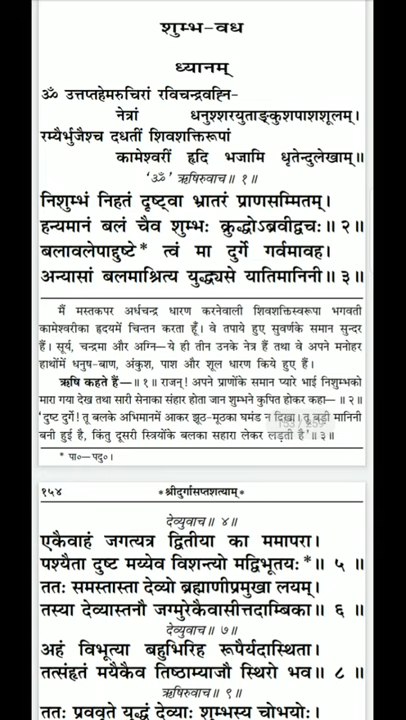 शुम्भ-वध
ध्यानम्
ॐ उत्तप्तहेमरुचिरां रविचन्द्रवह्नि-
नेत्रां धनुश्शरयुताङ्कुशपाशशूलम्।
रम्यैर्भुजैश्च दधतीं शिवशक्तिरूपां
कामेश्वरीं हृदि भजामि धृतेन्दुलेखाम्॥
‘ॐ’ ऋषिरुवाच॥ १॥
निशुम्भं निहतं दृष्ट्वा भ्रातरं प्राणसम्मितम्।
हन्यमानं बलं चैव शुम्भः क्रुद्धोऽब्रवीद्वचः॥ २॥
बलावलेपाद्दुष्टे* त्वं मा दुर्गे गर्वमावह।
अन्यासां बलमाश्रित्य युद्ध्यसे यातिमानिनी॥ ३॥
मैं मस्तकपर अर्धचन्द्र धारण करनेवाली शिवशक्तिस्वरूपा भगवती
कामेश्वरीका हृदयमें चिन्तन करता हूँ। वे तपाये हुए सुवर्णके समान सुन्दर
हैं। सूर्य, चन्द्रमा और अग्नि—ये ही तीन उनके नेत्र हैं तथा वे अपने मनोहर
हाथोंमें धनुष-बाण, अंकुश, पाश और शूल धारण किये हुए हैं।
ऋषि कहते हैं—॥ १॥ राजन्! अपने प्राणोंके समान प्यारे भाई निशुम्भको
मारा गया देख तथा सारी सेनाका संहार होता जान शुम्भने कुपित होकर कहा—॥ २॥
‘दुष्ट दुर्गे! तू बलके अभिमानमें आकर झूठ-मूठका घमंड न दिखा। तू बड़ी मानिनी
बनी हुई है, किंतु दूसरी स्त्रियोंके बलका सहारा लेकर लड़ती है’॥ ३॥
153 / 259
* पा०—पदु०।
१५४ * श्रीदुर्गासप्तशत्याम् *
देव्युवाच॥ ४॥
एकैवाहं जगत्यत्र द्वितीया का ममापरा।
पश्यैता दुष्ट मय्येव विशन्त्यो मद्विभूतयः*॥ ५ ॥
ततः समस्तास्ता देव्यो ब्रह्माणीप्रमुखा लयम्।
तस्या देव्यास्तनौ जग्मुरेकैवासीत्तदाम्बिका॥ ६ ॥
देव्युवाच॥ ७॥
अहं विभूत्या बहुभिरिह रूपैर्यदास्थिता।
तत्संहृतं मयैकैव तिष्ठाम्याजौ स्थिरो भव॥ ८ ॥
ऋषिरुवाच॥ ९॥
ततः प्रववृते युद्धं देव्याः शुम्भस्य चोभयोः।